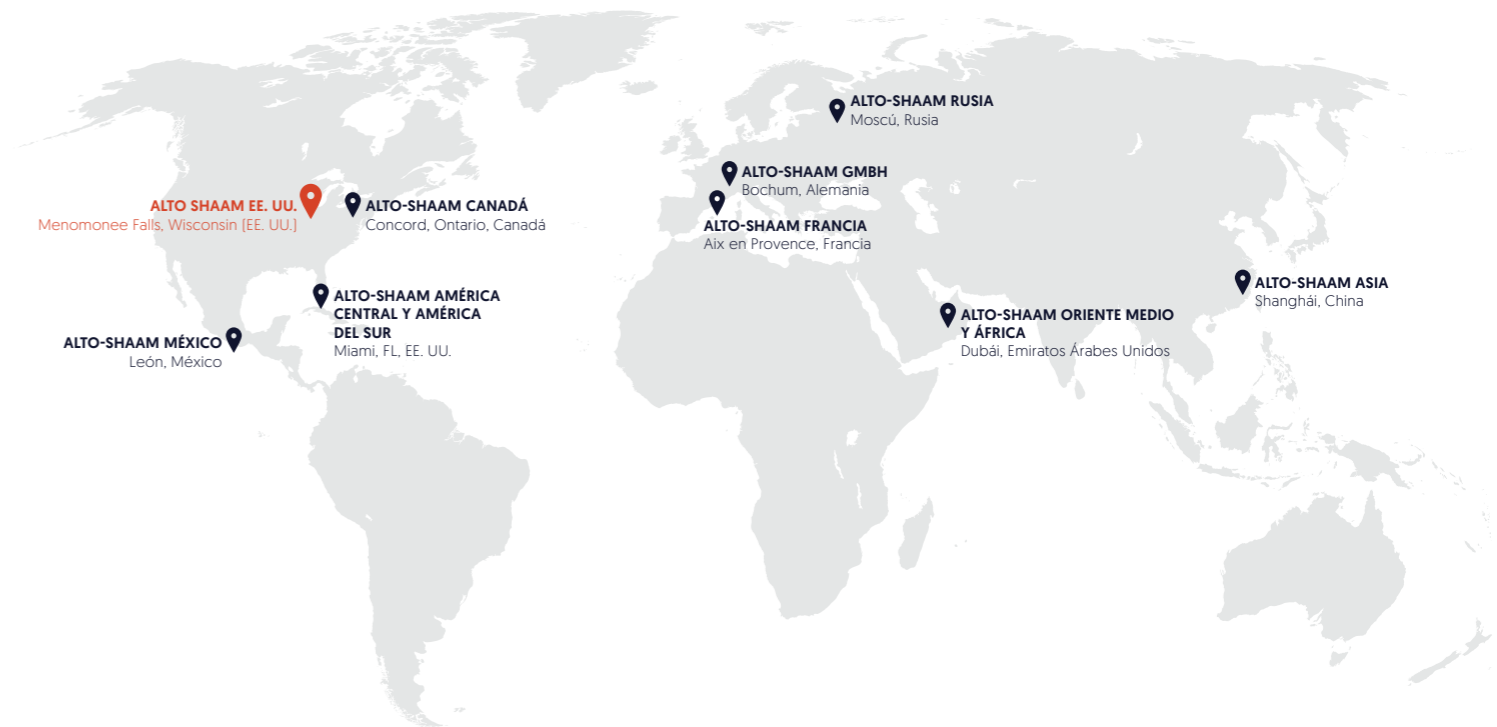 ALTO-SHAAM RUSIA
Moscú, Rusia
ALTO-SHAAM GMBH
Bochum, Alemania
ALTO SHAAM EE. UU.
Menomonee Falls, Wisconsin (EE. UU.)
ALTO-SHAAM CANADÁ
Concord, Ontario, Canadá
ALTO-SHAAM FRANCIA
Aix en Provence, Francia
ALTO-SHAAM ASIA
Shanghái, China
ALTO-SHAAM AMÉRICA
CENTRAL Y AMÉRICA
DEL SUR
Miami, FL, EE. UU.
ALTO-SHAAM ORIENTE MEDIO
Y ÁFRICA
Dubái, Emiratos Árabes Unidos
ALTO-SHAAM MÉXICO
León, México